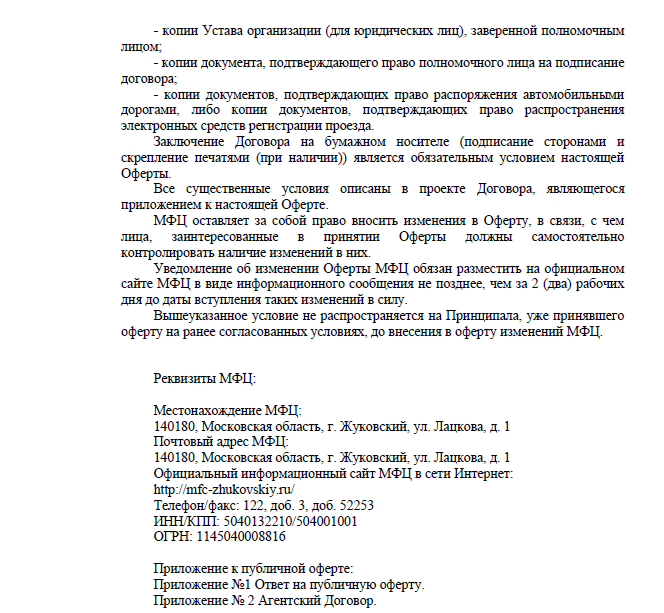 - копии Устава организации (для юридических лиц), заверенной полномочным
лицом;
- копии документа, подтверждающего право полномочного лица на подписание
договора;
- копии документов, подтверждающих право распоряжения автомобильными
дорогами, либо копии документов, подтверждающих право распространения
электронных средств регистрации проезда.
Заключение Договора на бумажном носителе (подписание сторонами и
скрепление печатями (при наличии)) является обязательным условием настоящей
Оферты.
Все существенные условия описаны в проекте Договора, являющегося
приложением к настоящей Оферте.
МФЦ оставляет за собой право вносить изменения в Оферту, в связи, с чем
лица, заинтересованные в принятии Оферты должны самостоятельно
контролировать наличие изменений в них.
Уведомление об изменении Оферты МФЦ обязан разместить на официальном
сайте МФЦ в виде информационного сообщения не позднее, чем за 2 (два) рабочих
дня до даты вступления таких изменений в силу.
Вышеуказанное условие не распространяется на Принципала, уже принявшего
оферту на ранее согласованных условиях, до внесения в оферту изменений МФЦ.
Реквизиты МФЦ:
Местонахождение МФЦ:
140180, Московская область, г. Жуковский, ул. Лацкова, д. 1
Почтовый адрес МФЦ:
140180, Московская область, г. Жуковский, ул. Лацкова, д. 1
Официальный информационный сайт МФЦ в сети Интернет:
http://mfc-zhukovskiy.ru/
Телефон/факс: 122, доб. 3, доб. 52253
ИНН/КПП: 5040132210/504001001
ОГРН: 1145040008816
Приложение к публичной оферте:
Приложение №1 Ответ на публичную оферту.
Приложение № 2 Агентский Договор.